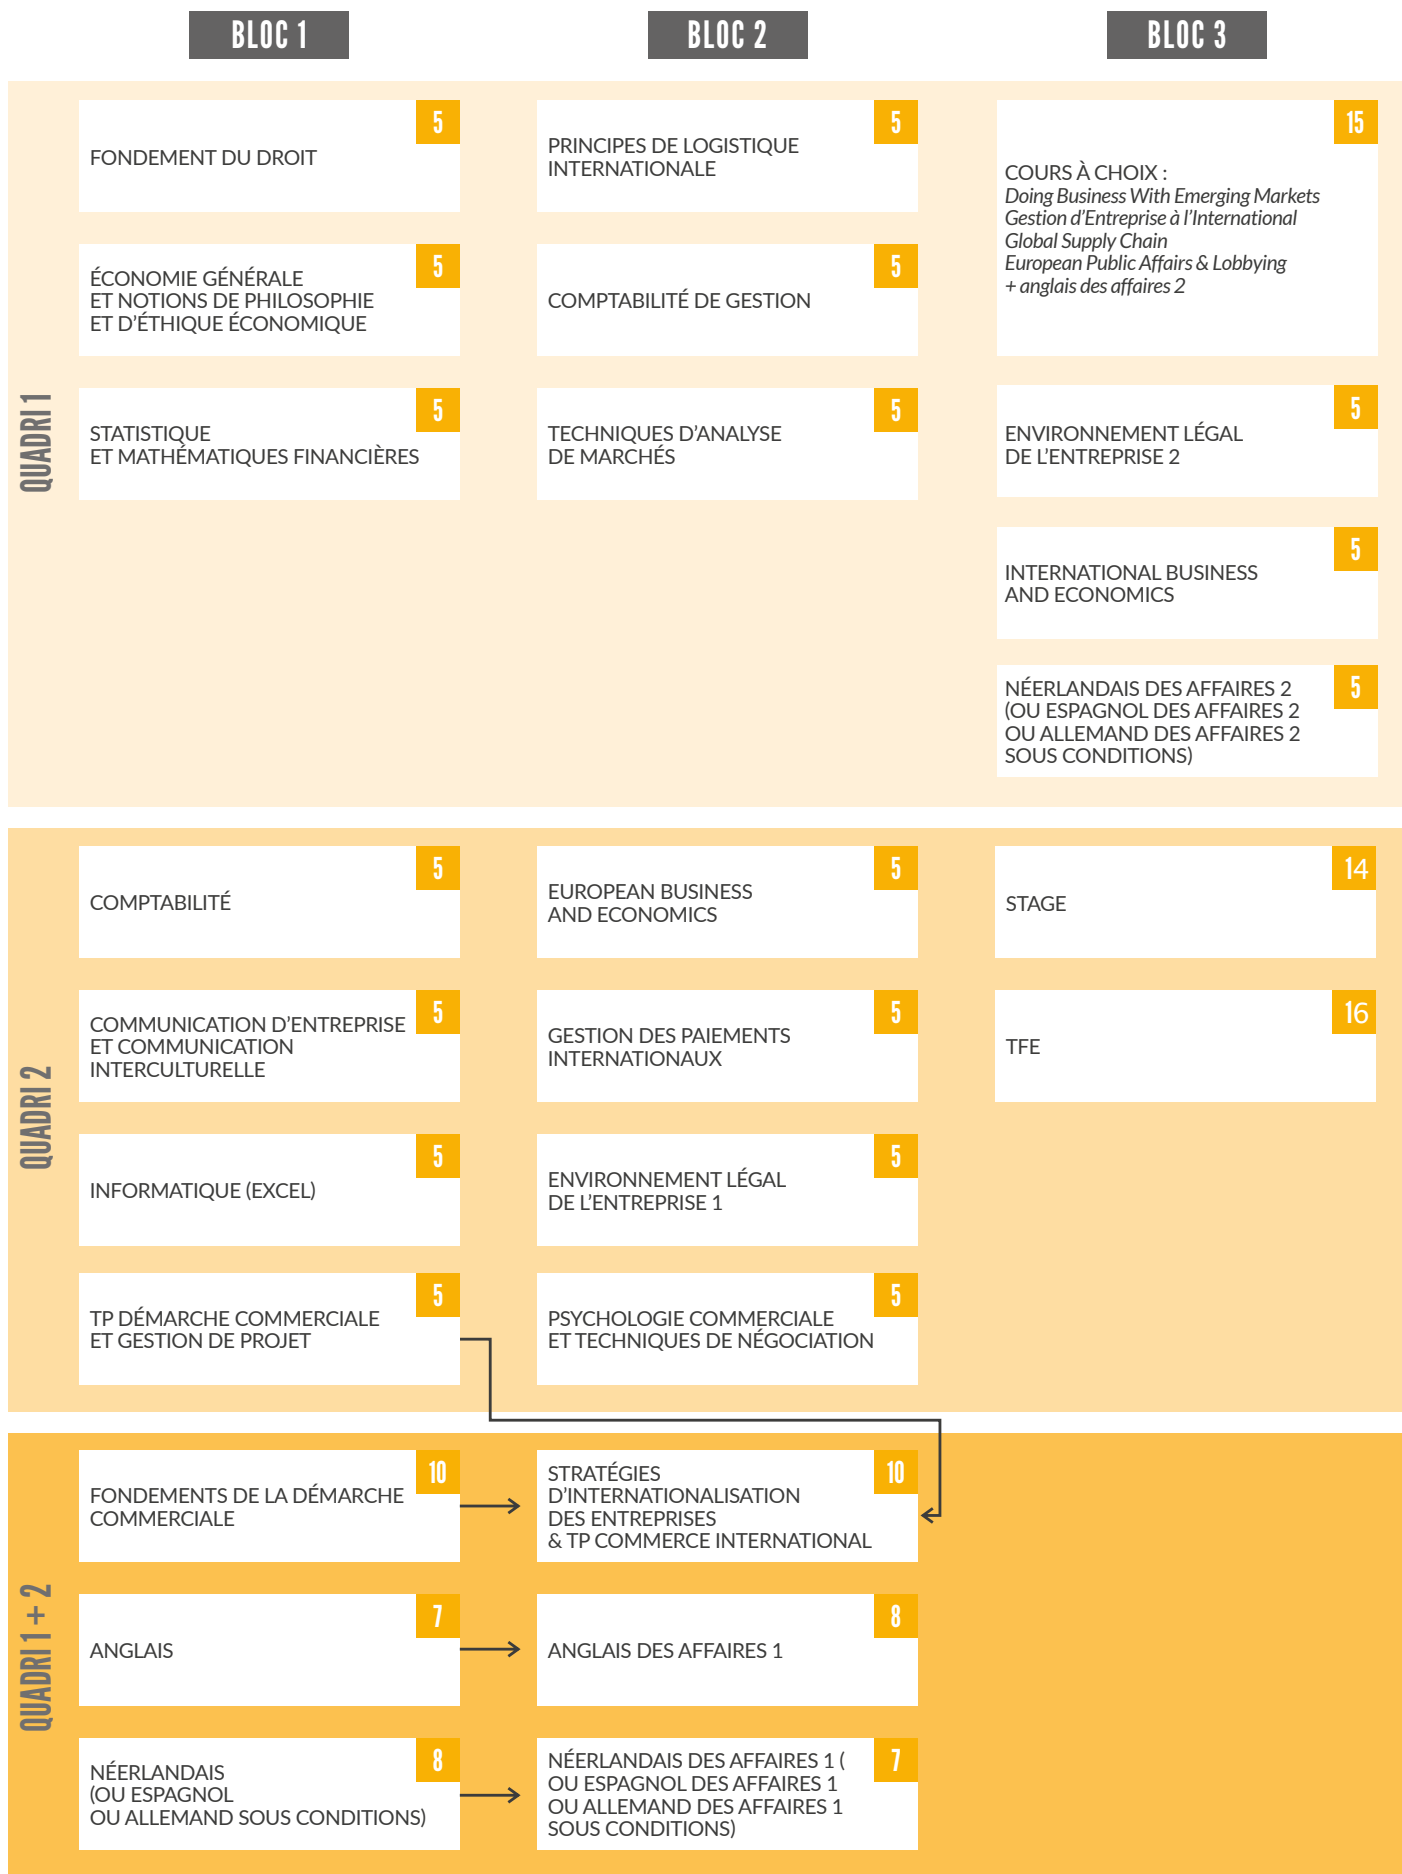 BLOC 1
BLOC 2
BLOC 3
QUADRI 1
5
FONDEMENT DU DROIT
5
PRINCIPES DE LOGISTIQUE
INTERNATIONALE
15
COURS À CHOIX :
Doing Business With Emerging Markets
Gestion d'Entreprise à l'International
Global Supply Chain
European Public Affairs & Lobbying
+ anglais des affaires 2
5
ÉCONOMIE GÉNÉRALE
ET NOTIONS DE PHILOSOPHIE
ET D'ÉTHIQUE ÉCONOMIQUE
5
COMPTABILITÉ DE GESTION
5
STATISTIQUE
ET MATHÉMATIQUES FINANCIÈRES
5
TECHNIQUES D'ANALYSE
DE MARCHÉS
5
ENVIRONNEMENT LÉGAL
DE L'ENTREPRISE 2
5
INTERNATIONAL BUSINESS
AND ECONOMICS
5
NÉERLANDAIS DES AFFAIRES 2
(OU ESPAGNOL DES AFFAIRES 2
OU ALLEMAND DES AFFAIRES 2
SOUS CONDITIONS)
QUADRI 2
5
COMPTABILITÉ
5
EUROPEAN BUSINESS
AND ECONOMICS
14
STAGE
5
COMMUNICATION D'ENTREPRISE
ET COMMUNICATION
INTERCULTURELLE
5
GESTION DES PAIEMENTS
INTERNATIONAUX
16
TFE
5
INFORMATIQUE (EXCEL)
5
ENVIRONNEMENT LÉGAL
DE L'ENTREPRISE 1
5
TP DÉMARCHE COMMERCIALE
ET GESTION DE PROJET
5
PSYCHOLOGIE COMMERCIALE
ET TECHNIQUES DE NÉGOCIATION
QUADRI 1 + 2
10
FONDEMENTS DE LA DÉMARCHE
COMMERCIALE
10
STRATÉGIES
D'INTERNATIONALISATION
DES ENTREPRISES
& TP COMMERCE INTERNATIONAL
7
ANGLAIS
8
ANGLAIS DES AFFAIRES 1
8
NÉERLANDAIS
(OU ESPAGNOL
OU ALLEMAND SOUS CONDITIONS)
7
NÉERLANDAIS DES AFFAIRES 1 (
OU ESPAGNOL DES AFFAIRES 1
OU ALLEMAND DES AFFAIRES 1
SOUS CONDITIONS)